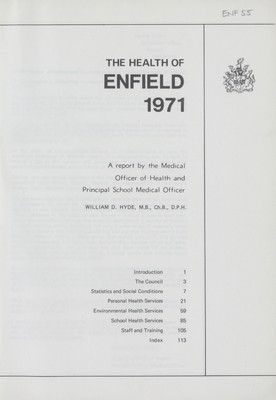 ENF 55
THE HEALTH OF
ENFIELD
1971
A report by the Medical
Officer of Health and
Principal School Medical Officer
WILLIAM D. HYDE, M.B., Ch.B., D.P.H.
Introduction 1
The Council 3
Statistics and Social Conditions 7
Personal Health Services 21
Environmental Health Services 59
School Health Services 85
Staff and Training 105
Index 113